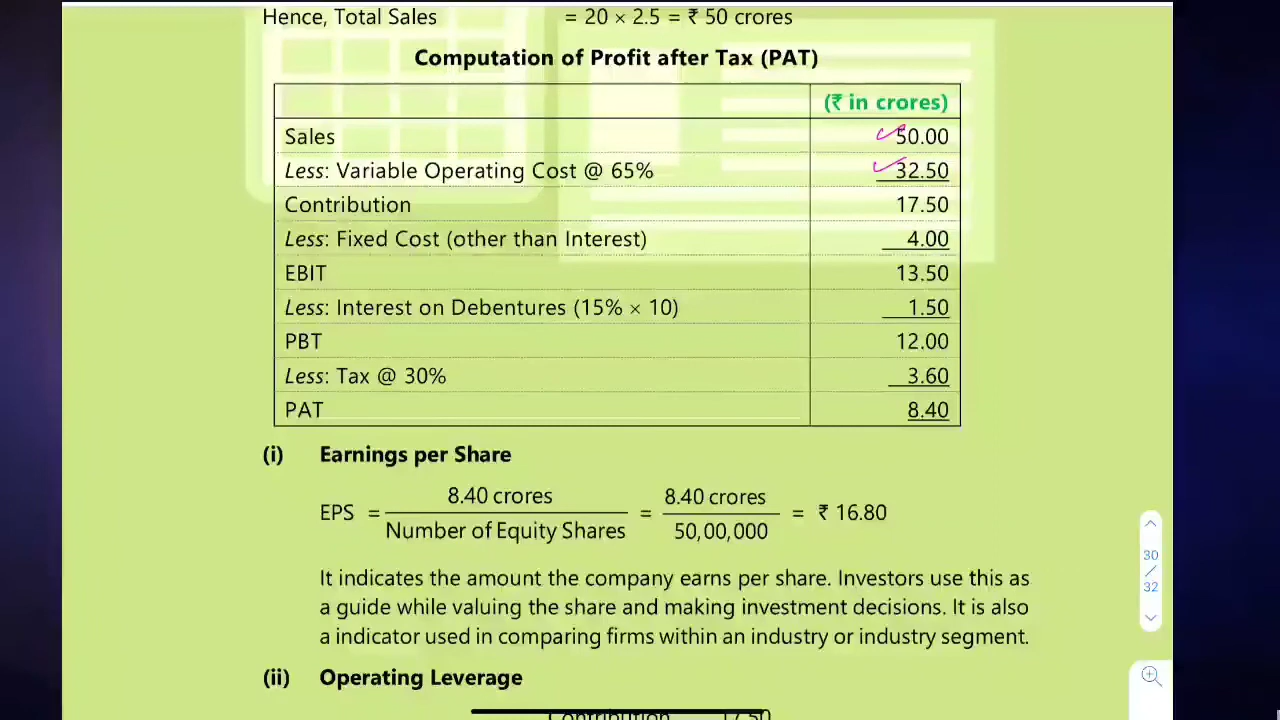 Hence, Total Sales = 20 × 2.5 = ₹ 50 crores
Computation of Profit after Tax (PAT)
(₹ in crores)
Sales 50.00
Less: Variable Operating Cost @ 65% 32.50
Contribution 17.50
Less: Fixed Cost (other than Interest) 4.00
EBIT 13.50
Less: Interest on Debentures (15% × 10) 1.50
PBT 12.00
Less: Tax @ 30% 3.60
PAT 8.40
(i) Earnings per Share
8.40 crores 8.40 crores
EPS = = = ₹ 16.80
Number of Equity Shares 50,00,000
It indicates the amount the company earns per share. Investors use this as
a guide while valuing the share and making investment decisions. It is also
a indicator used in comparing firms within an industry or industry segment.
(ii) Operating Leverage
Contribution 17.50
30
/
32